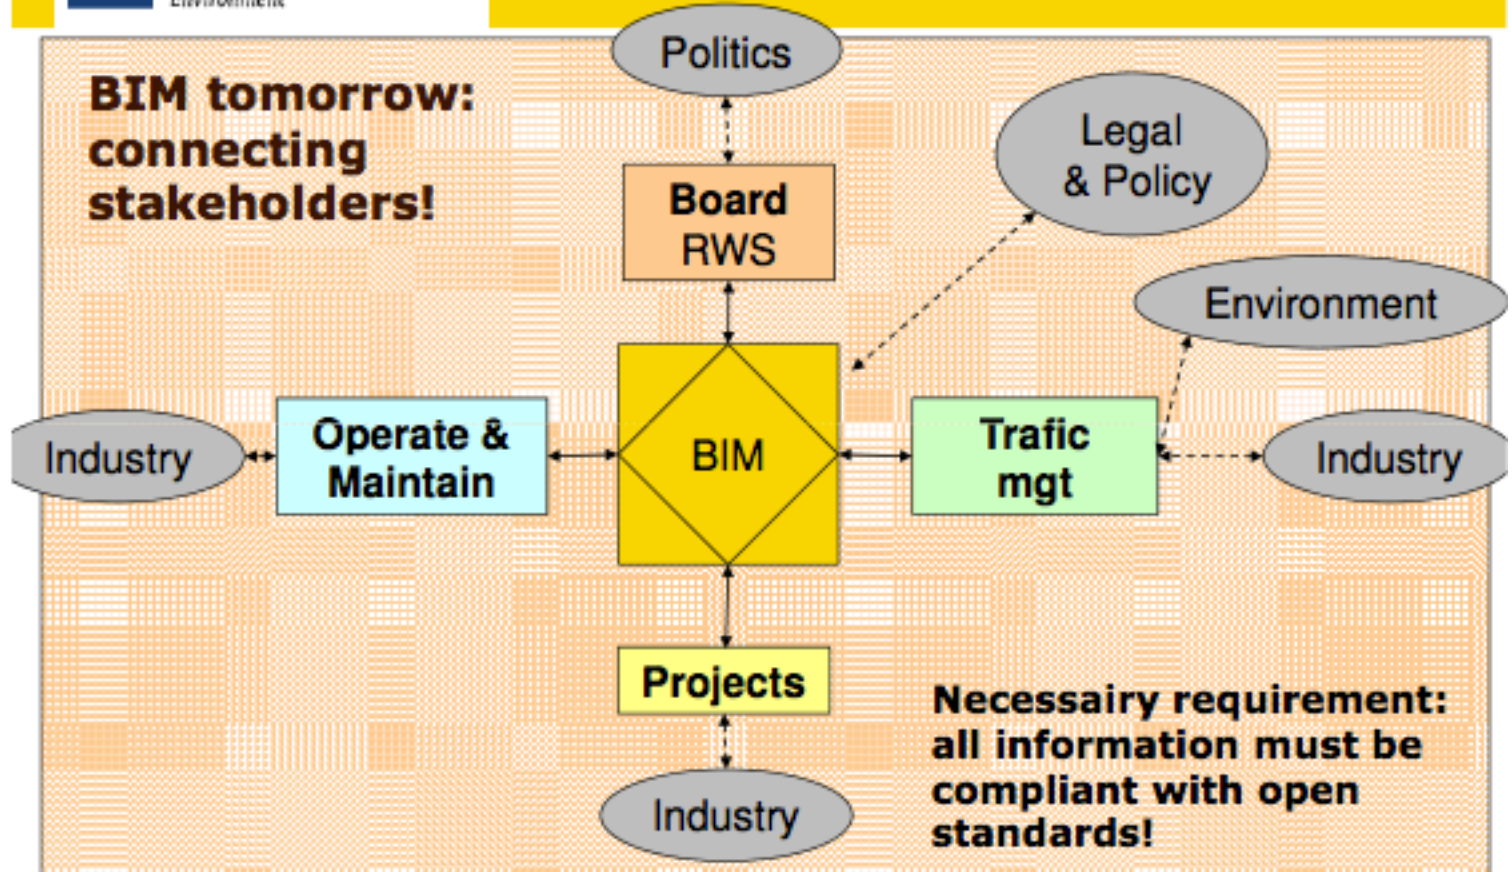 Environment
Politics
BIM tomorrow:
connecting
stakeholders!
Legal
& Policy
Board
RWS
Environment
Industry
Operate &
Maintain
BIM
Trafic
mgt
Industry
Projects
Necessairy requirement:
all information must be
compliant with open
standards!
Industry